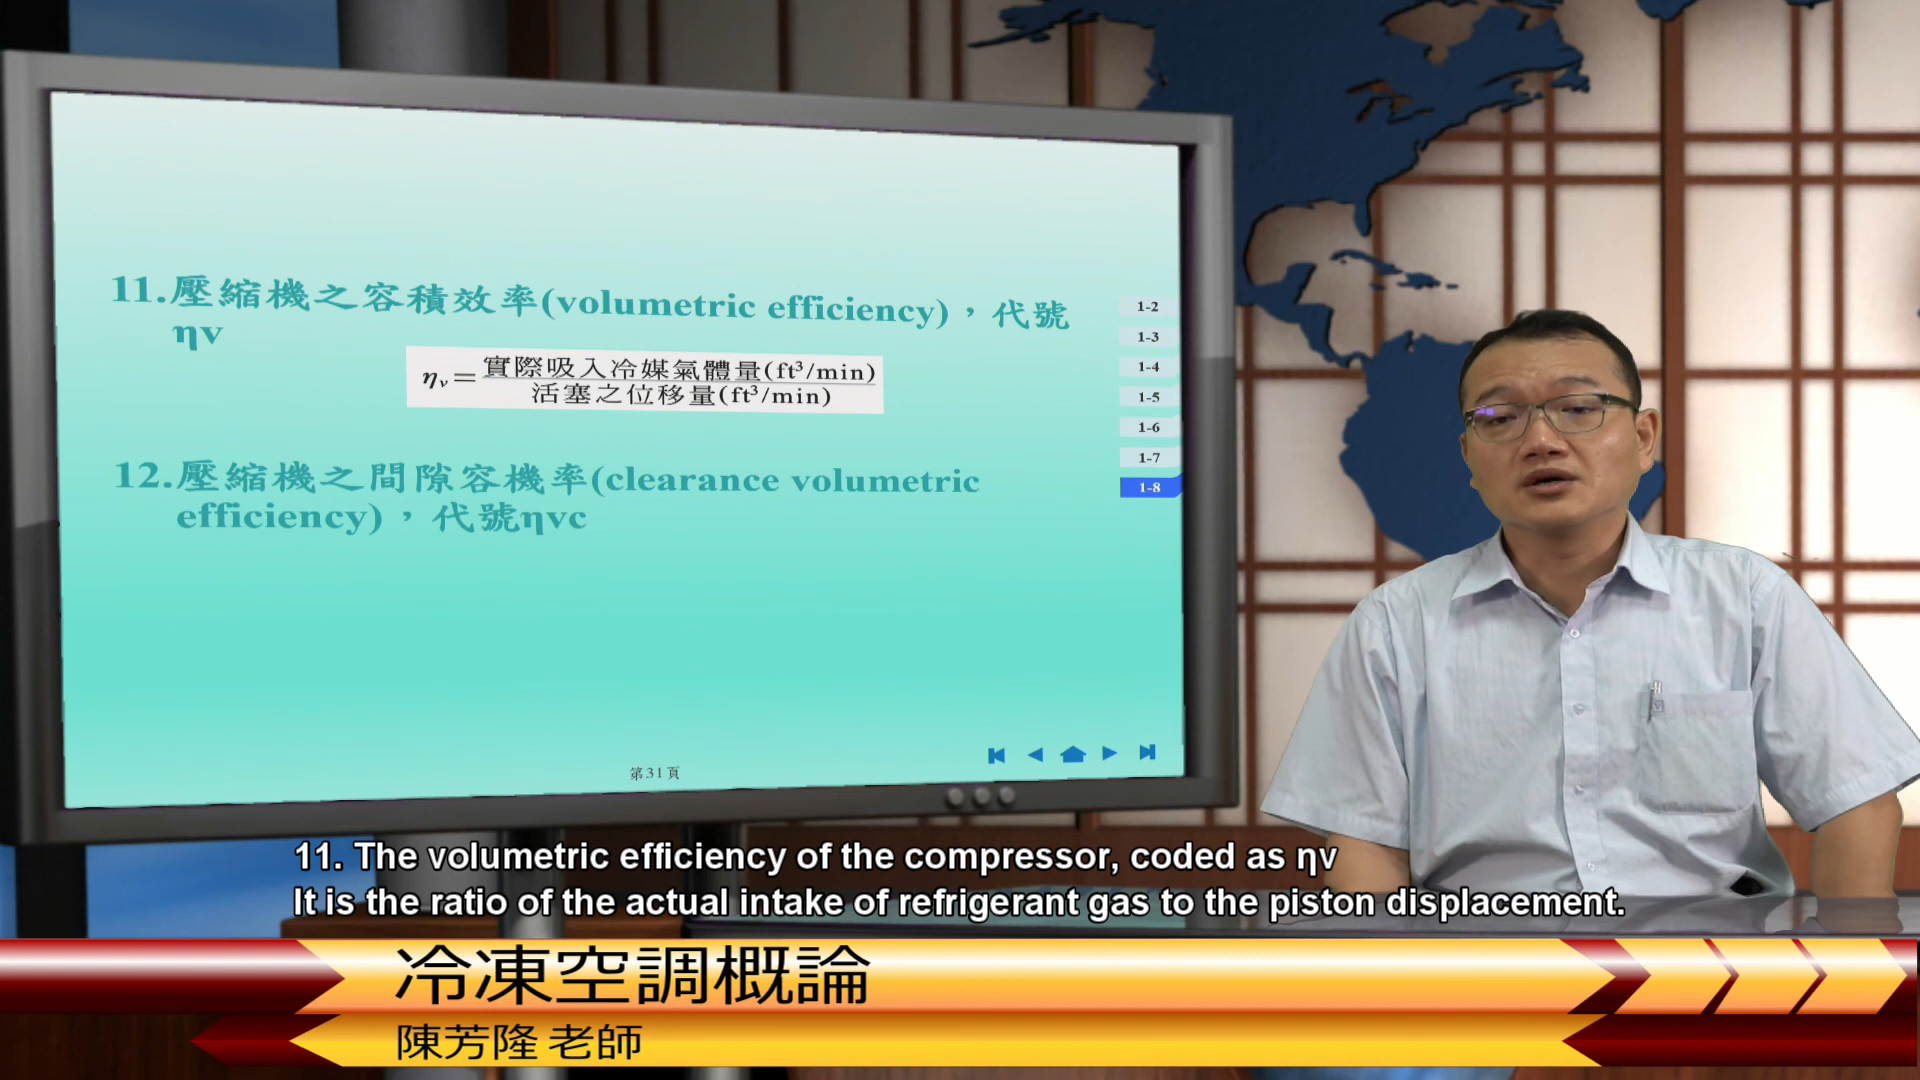 11.壓縮機之容積效率(volumetric efficiency)，代號
ηv
ηv=實際吸入冷媒氣體量(ft³/min)
活塞之位移量(ft³/min)
12.壓縮機之間隙容機率(clearance volumetric
efficiency)，代號ηvc
1-2
1-3
1-4
1-5
1-6
1-7
1-8
第31頁
11. The volumetric efficiency of the compressor, coded as ηv
It is the ratio of the actual intake of refrigerant gas to the piston displacement.
冷凍空調概論
陳芳隆 老師